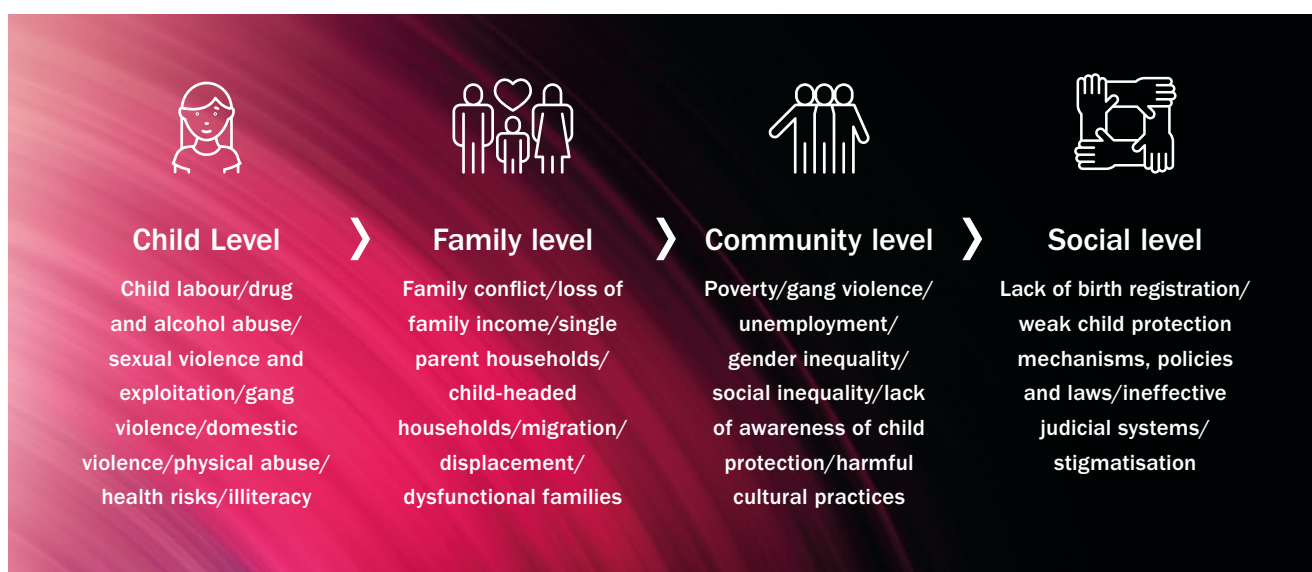 Child Level
Child labour/drug
and alcohol abuse/
sexual violence and
exploitation/gang
violence/domestic
violence/physical abuse/
health risks/illiteracy
Family level
Family conflict/loss of
family income/single
parent households/
child-headed
households/migration/
displacement/
dysfunctional families
Community level
Poverty/gang violence/
unemployment/
gender inequality/
social inequality/lack
of awareness of child
protection/harmful
cultural practices
Social level
Lack of birth registration/
weak child protection
mechanisms, policies
and laws/ineffective
judicial systems/
stigmatisation